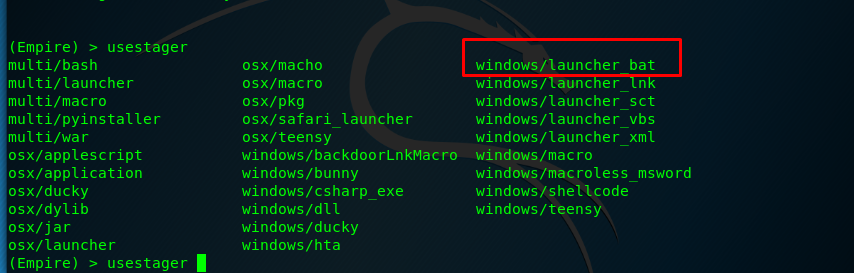 (Empire) > usestager
multi/bash osx/macho windows/launcher_bat
multi/launcher osx/macro windows/launcher_lnk
multi/macro osx/pkg windows/launcher_sct
multi/pyinstaller osx/safari_launcher windows/launcher_vbs
multi/war osx/teensy windows/launcher_xml
osx/applescript windows/backdoorLnkMacro windows/macro
osx/application windows/bunny windows/macroless_msword
osx/ducky windows/csharp_exe windows/shellcode
osx/dylib windows/dll windows/teensy
osx/jar windows/ducky
osx/launcher windows/hta
(Empire) > usestager